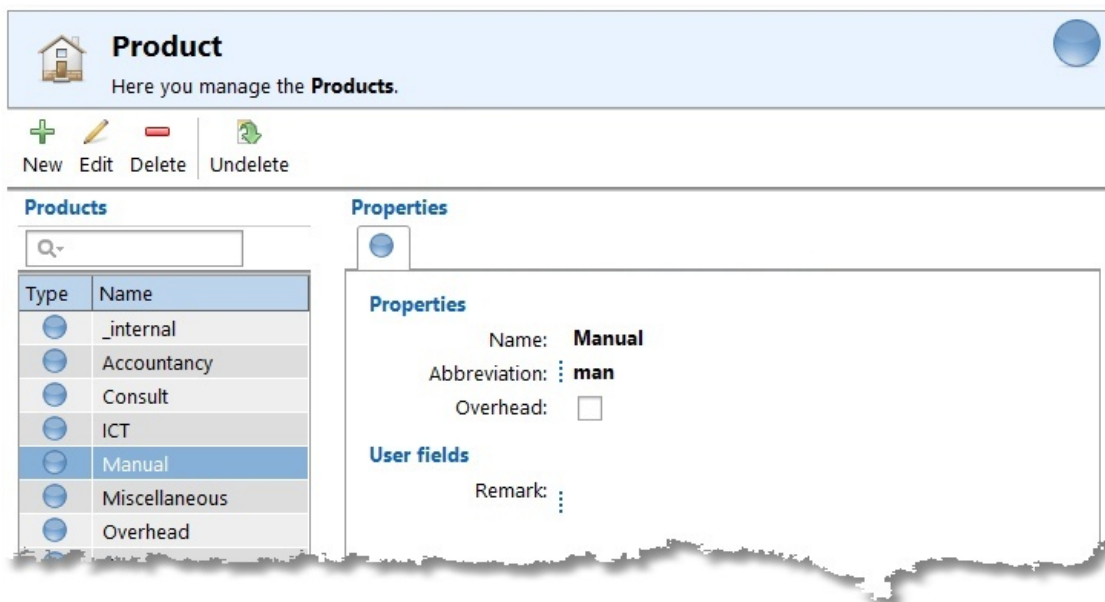 Product
Here you manage the Products.
New Edit Delete Undelete
Products
Properties
Type Name
_internal
Accountancy
Consult
ICT
Manual
Miscellaneous
Overhead
Properties
Name: Manual
Abbreviation: man
Overhead:
User fields
Remark: